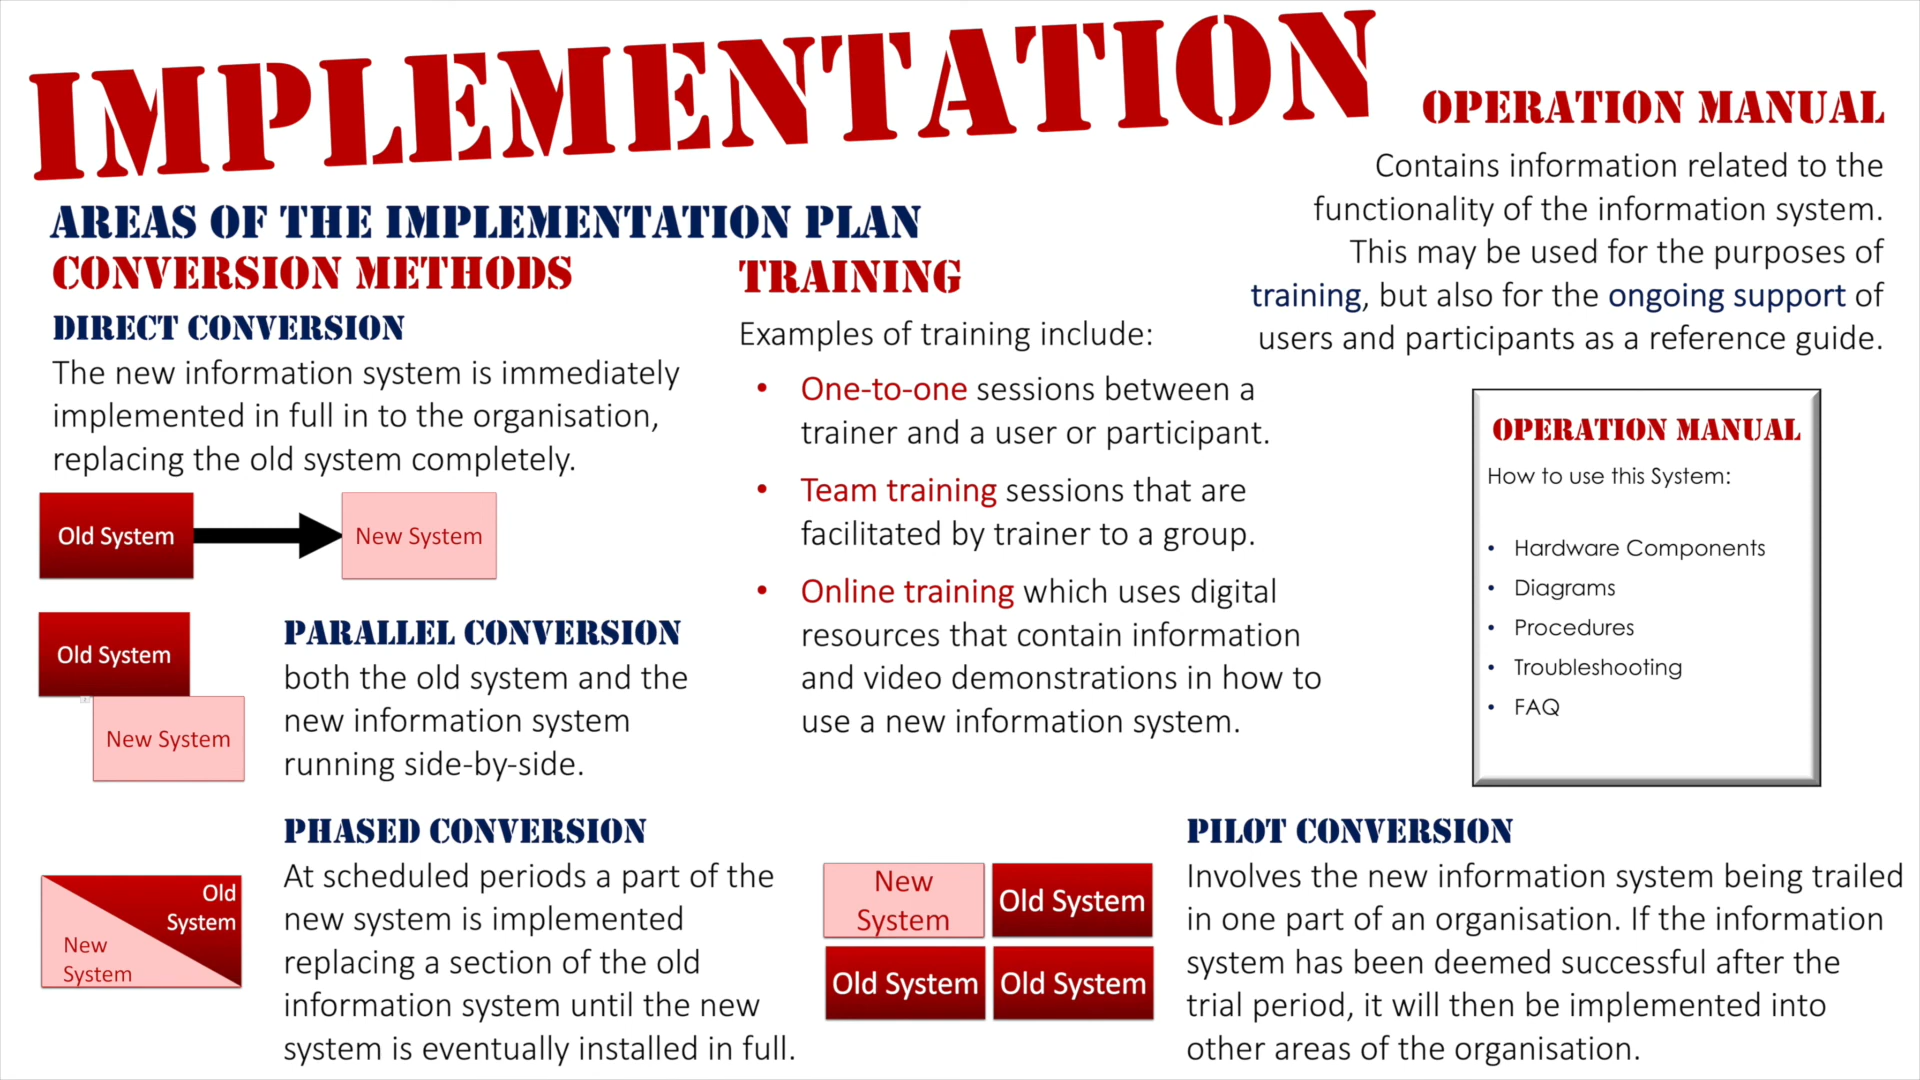 IMPLEMENTATION
AREAS OF THE IMPLEMENTATION PLAN
CONVERSION METHODS
DIRECT CONVERSION
The new information system is immediately
implemented in full in to the organisation,
replacing the old system completely.
Old System
New System
Old System
New System
PARALLEL CONVERSION
both the old system and the
new information system
running side-by-side.
PHASED CONVERSION
At scheduled periods a part of the
new system is implemented
replacing a section of the old
information system until the new
system is eventually installed in full.
Old
System
New
System
TRAINING
Examples of training include:
• One-to-one sessions between a
trainer and a user or participant.
• Team training sessions that are
facilitated by trainer to a group.
• Online training which uses digital
resources that contain information
and video demonstrations in how to
use a new information system.
OPERATION MANUAL
Contains information related to the
functionality of the information system.
This may be used for the purposes of
training, but also for the ongoing support of
users and participants as a reference guide.
OPERATION MANUAL
How to use this System:
• Hardware Components
• Diagrams
• Procedures
• Troubleshooting
• FAQ
New
System
Old System
Old System
Old System
PILOT CONVERSION
Involves the new information system being trailed
in one part of an organisation. If the information
system has been deemed successful after the
trial period, it will then be implemented into
other areas of the organisation.